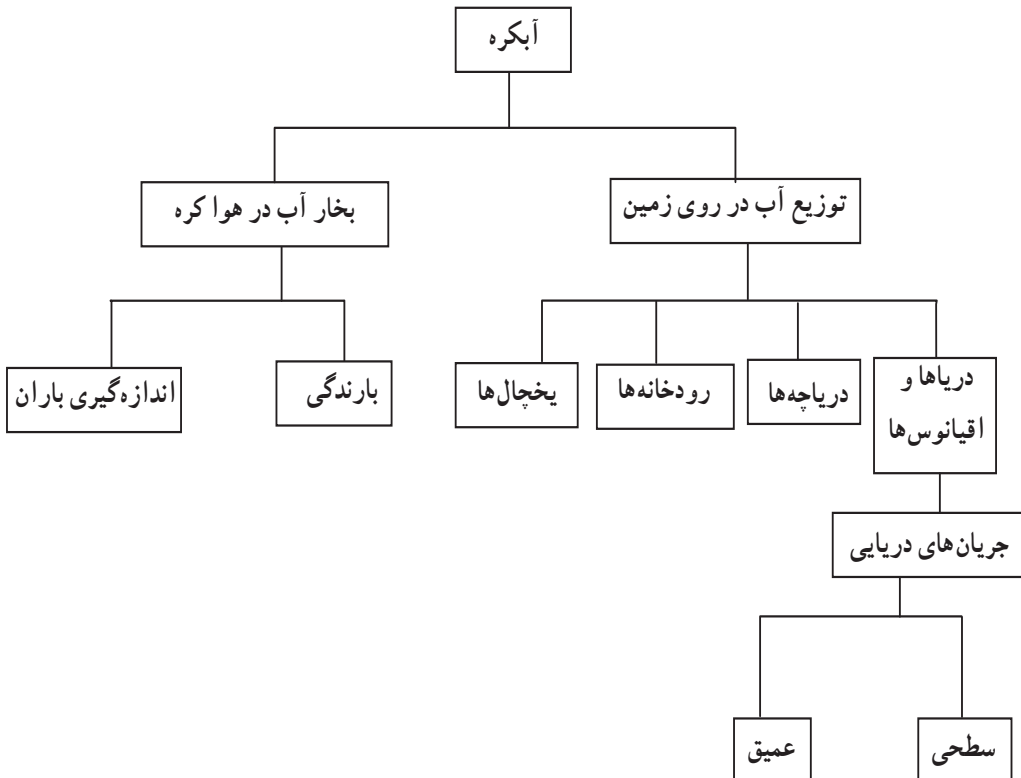 آبکره
توزیع آب در روی زمین
بخار آب در هوا کره
دریاها و
اقیانوس‌ها
دریاچه‌ها
رودخانه‌ها
یخچال‌ها
بارندگی
اندازه‌گیری باران
جریان‌های دریایی
سطحی
عمیق